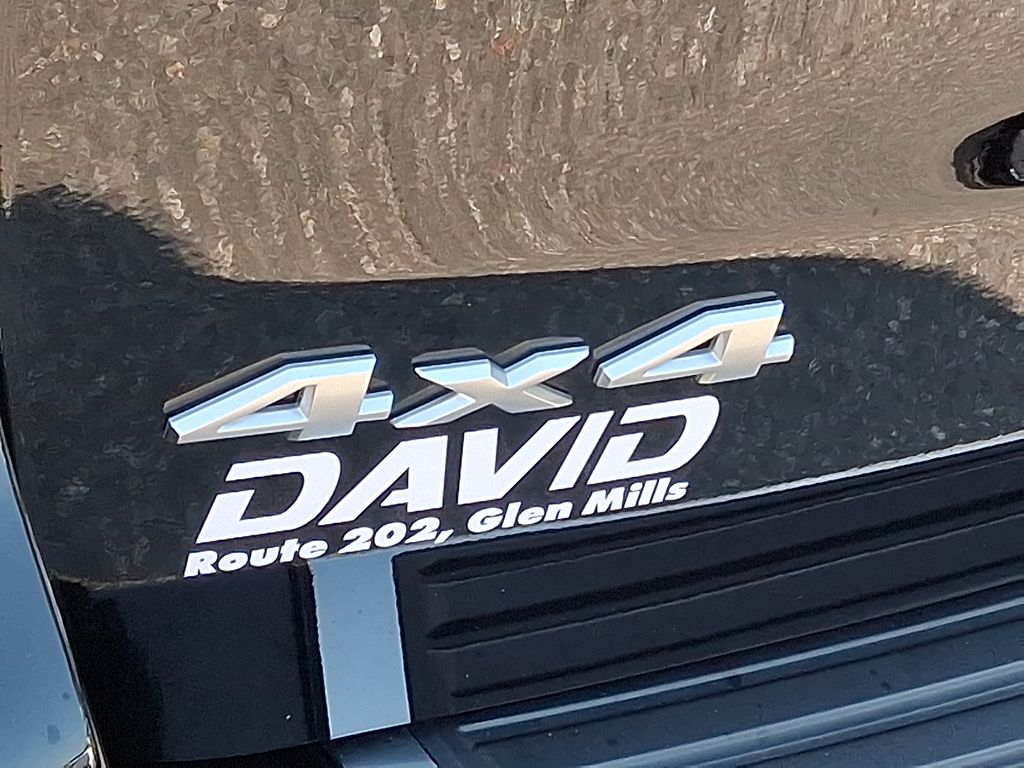 4x4
DAVID
Route 202, Glen Mills